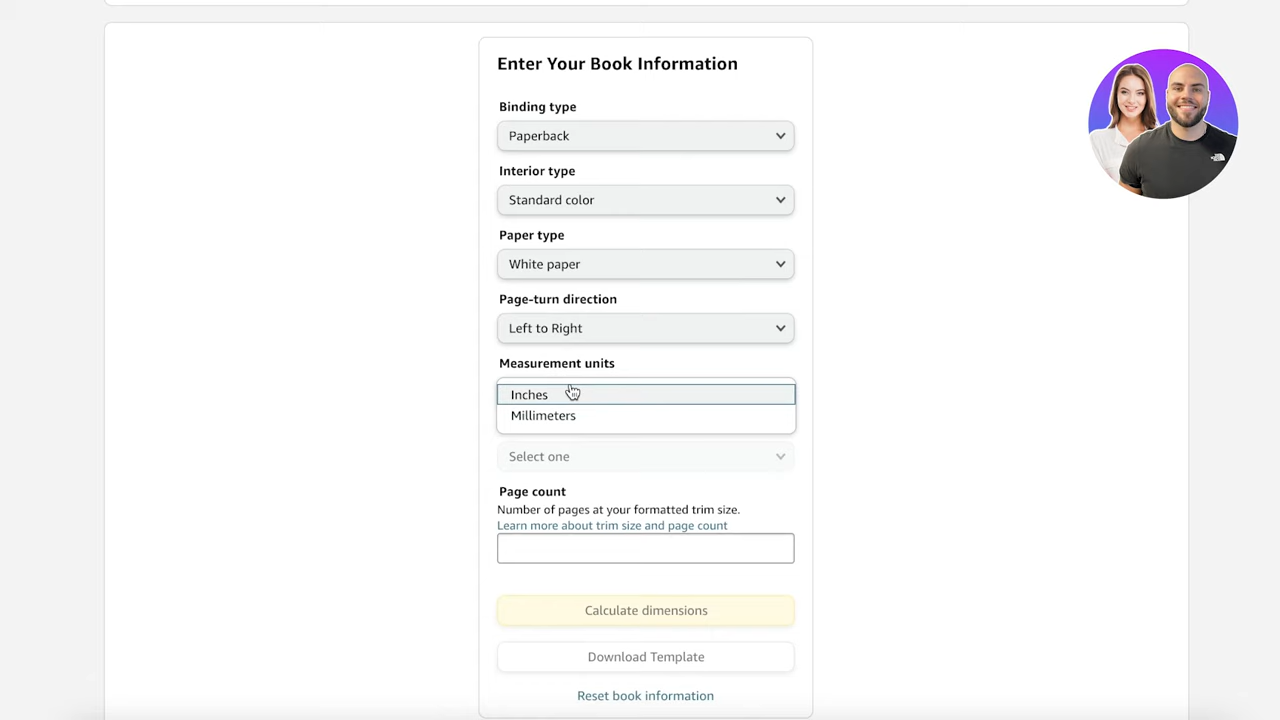 Enter Your Book Information
Binding type
Paperback
Interior type
Standard color
Paper type
White paper
Page-turn direction
Left to Right
Measurement units
Inches
Millimeters
Select one
Page count
Number of pages at your formatted trim size.
Learn more about trim size and page count
Calculate dimensions
Download Template
Reset book information